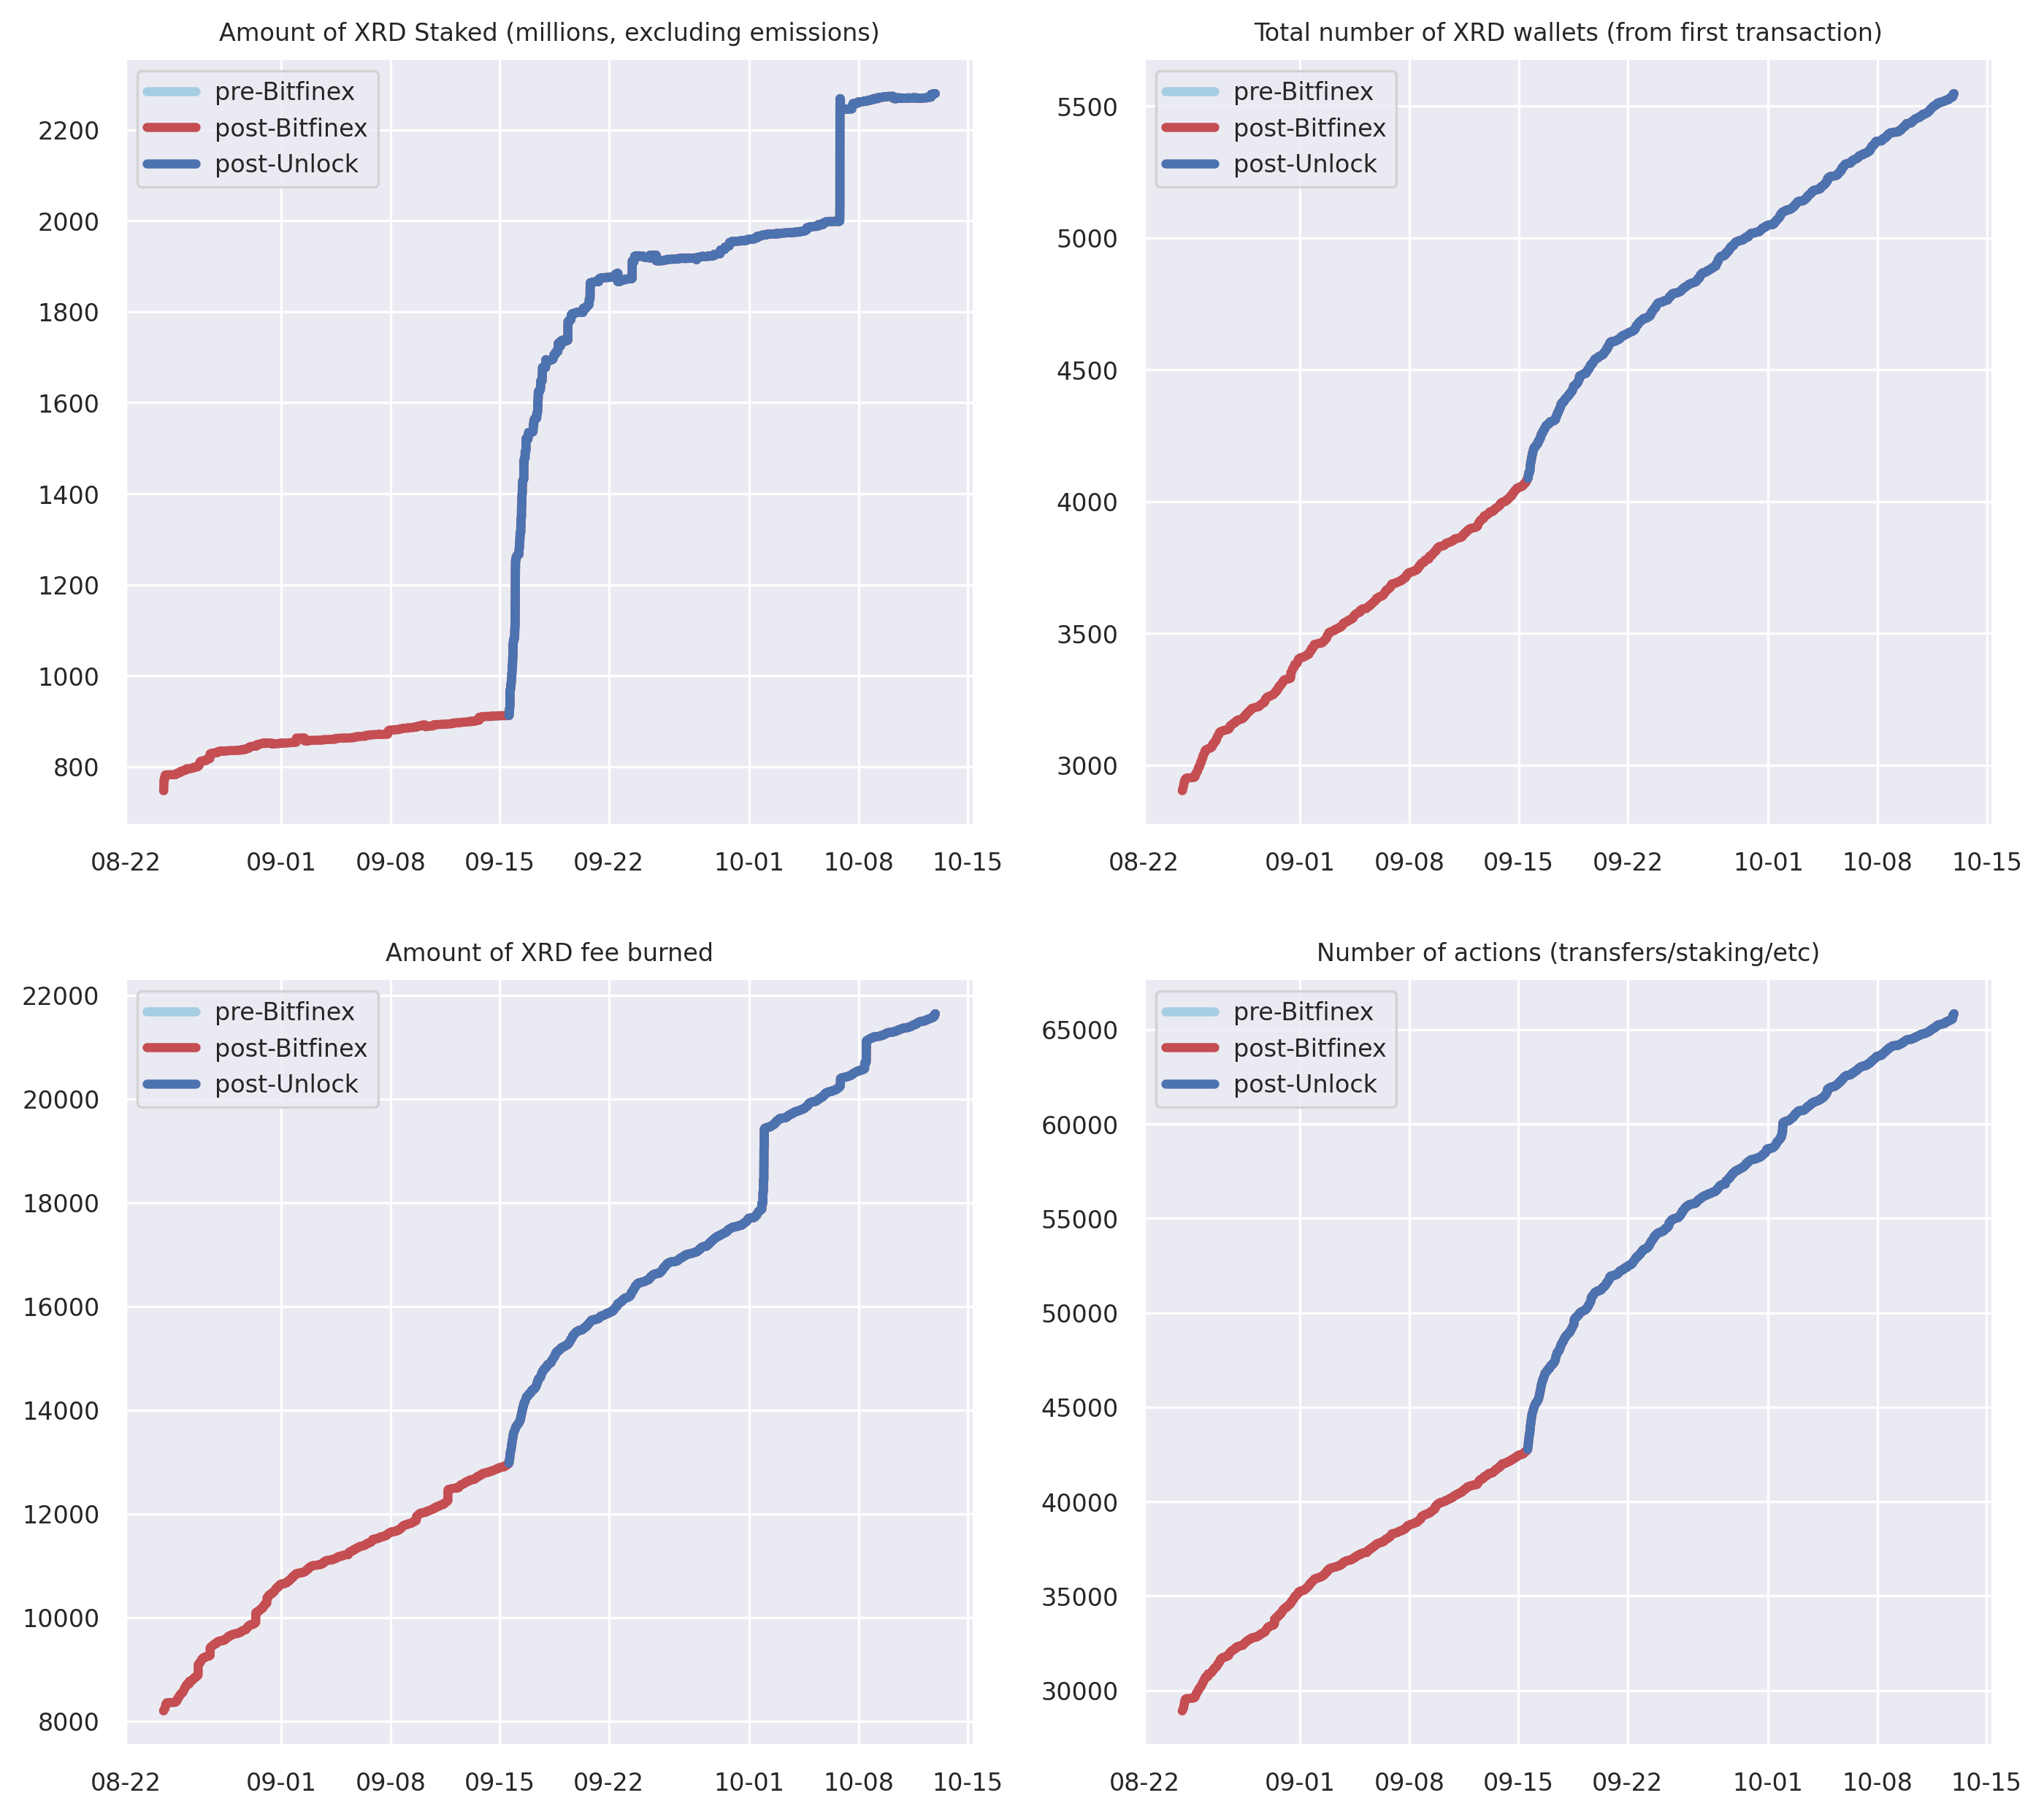 Amount of XRD Staked (millions, excluding emissions)
pre-Bitfinex
post-Bitfinex
post-Unlock
2200
2000
1800
1600
1400
1200
1000
800
08-22 09-01 09-08 09-15 09-22 10-01 10-08 10-15
Total number of XRD wallets (from first transaction)
pre-Bitfinex
post-Bitfinex
post-Unlock
5500
5000
4500
4000
3500
3000
08-22 09-01 09-08 09-15 09-22 10-01 10-08 10-15
Amount of XRD fee burned
pre-Bitfinex
post-Bitfinex
post-Unlock
22000
20000
18000
16000
14000
12000
10000
8000
08-22 09-01 09-08 09-15 09-22 10-01 10-08 10-15
Number of actions (transfers/staking/etc)
pre-Bitfinex
post-Bitfinex
post-Unlock
65000
60000
55000
50000
45000
40000
35000
30000
08-22 09-01 09-08 09-15 09-22 10-01 10-08 10-15